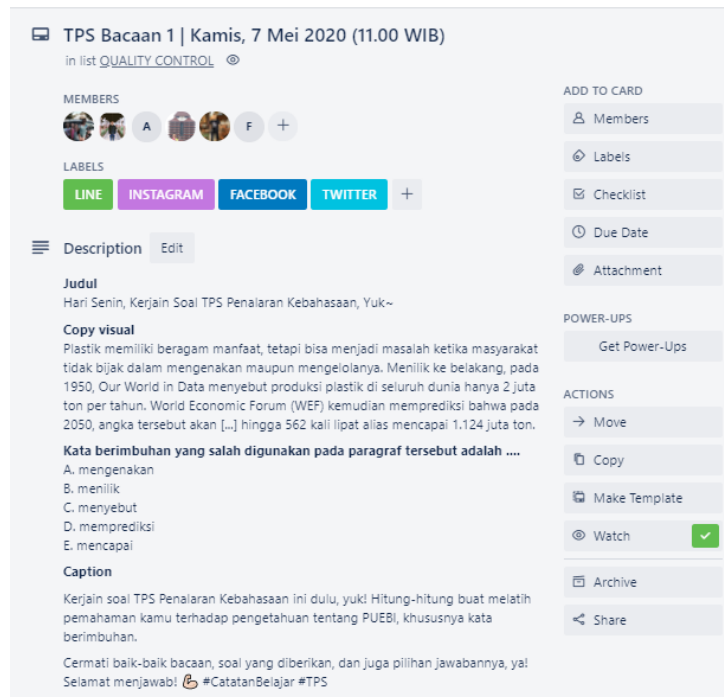 TPS Bacaan 1 | Kamis, 7 Mei 2020 (11.00 WIB)
in list QUALITY CONTROL
MEMBERS
A
F
+
LABELS
LINE
INSTAGRAM
FACEBOOK
TWITTER
+
Description
Edit
Judul
Hari Senin, Kerjain Soal TPS Penalaran Kebahasaan, Yuk~
Copy visual
Plastik memiliki beragam manfaat, tetapi bisa menjadi masalah ketika masyarakat
tidak bijak dalam mengenakan maupun mengelolanya. Menilik ke belakang, pada
1950, Our World in Data menyebut produksi plastik di seluruh dunia hanya 2 juta
ton per tahun. World Economic Forum (WEF) kemudian memprediksi bahwa pada
2050, angka tersebut akan [...] hingga 562 kali lipat alias mencapai 1.124 juta ton.
Kata berimbuhan yang salah digunakan pada paragraf tersebut adalah ....
A. mengenakan
B. menilik
C. menyebut
D. memprediksi
E. mencapai
Caption
Kerjain soal TPS Penalaran Kebahasaan ini dulu, yuk! Hitung-hitung buat melatih
pemahaman kamu terhadap pengetahuan tentang PUEBI, khususnya kata
berimbuhan.
Cermati baik-baik bacaan, soal yang diberikan, dan juga pilihan jawabannya, ya!
Selamat menjawab! 💪 #CatatanBelajar #TPS
ADD TO CARD
Members
Labels
Checklist
Due Date
Attachment
POWER-UPS
Get Power-Ups
ACTIONS
Move
Copy
Make Template
Watch
Archive
Share